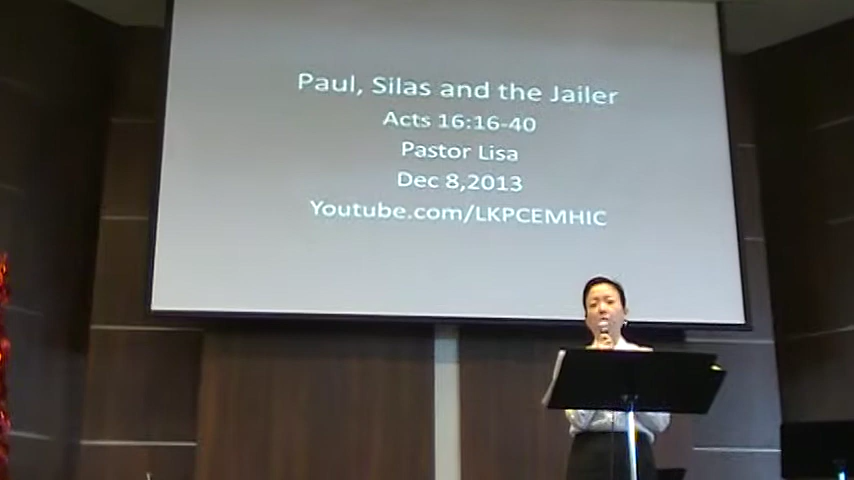 Paul, Silas and the Jailer
Acts 16:16-40
Pastor Lisa
Dec 8,2013
Youtube.com/LKPCEMHIC